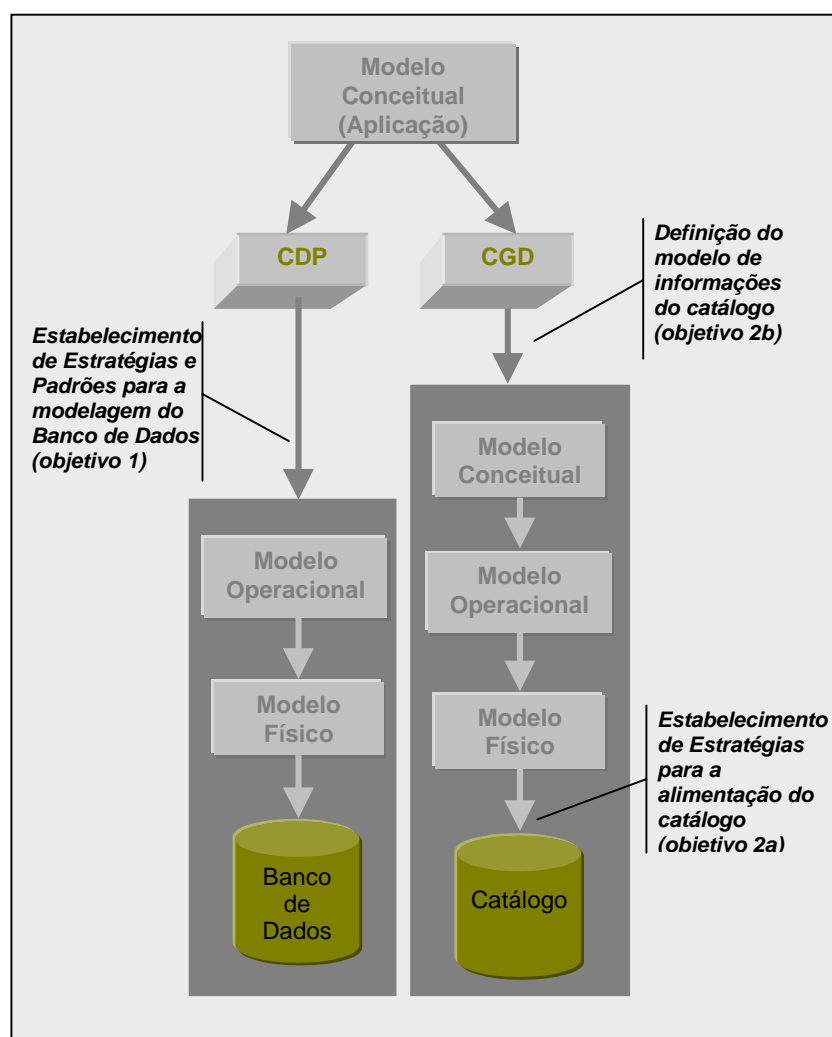 Modelo
Conceitual
(Aplicação)
CDP
CGD
Definição do
modelo de
informações
do catálogo
(objetivo 2b)
Estabelecimento
de Estratégias e
Padrões para a
modelagem do
Banco de Dados
(objetivo 1)
Modelo
Conceitual
Modelo
Operacional
Modelo
Operacional
Modelo
Físico
Modelo
Físico
Estabelecimento
de Estratégias
para a
alimentação do
catálogo
(objetivo 2a)
Banco
de
Dados
Catálogo